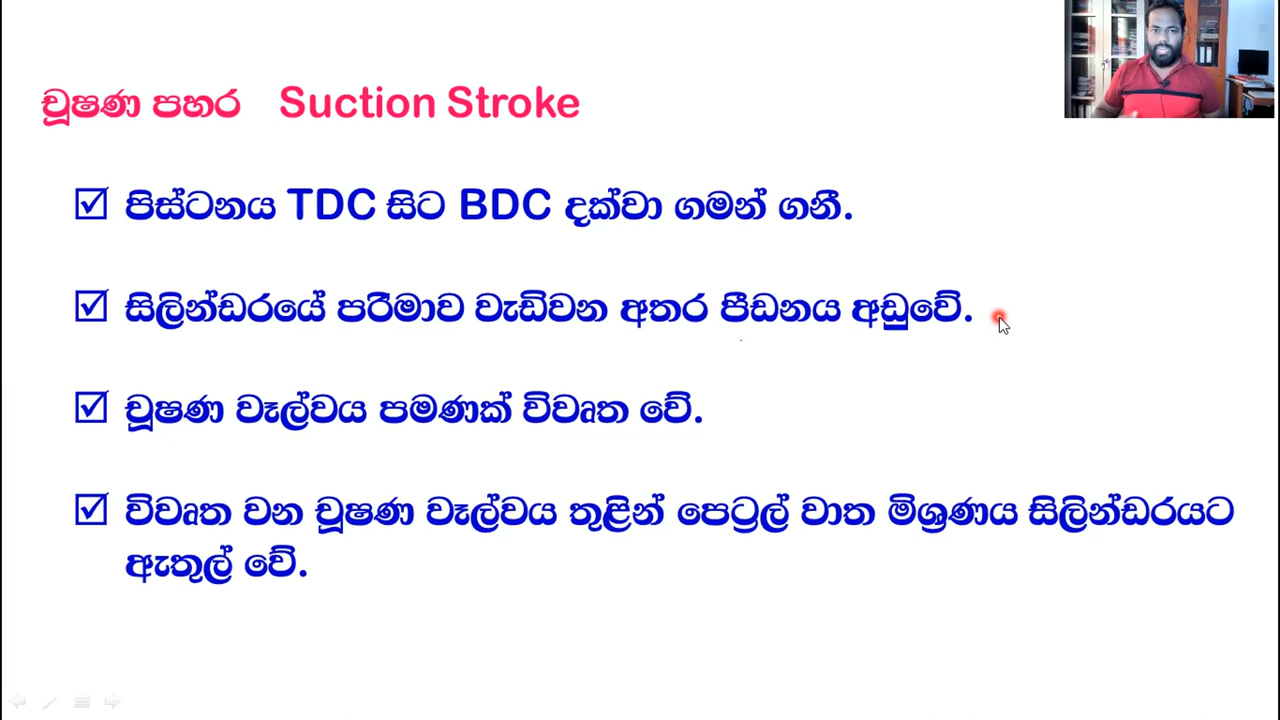 චූෂණ පහර Suction Stroke
පිස්ටනය TDC සිට BDC දක්වා ගමන් ගනී.
සිලින්ඩරයේ පරිමාව වැඩිවන අතර පීඩනය අඩුවේ.
චූෂණ වෑල්වය පමණක් විවෘත වේ.
විවෘත වන චූෂණ වෑල්වය තුළින් පෙට්‍රල් වාත මිශ්‍රණය සිලින්ඩරයට
ඇතුල් වේ.